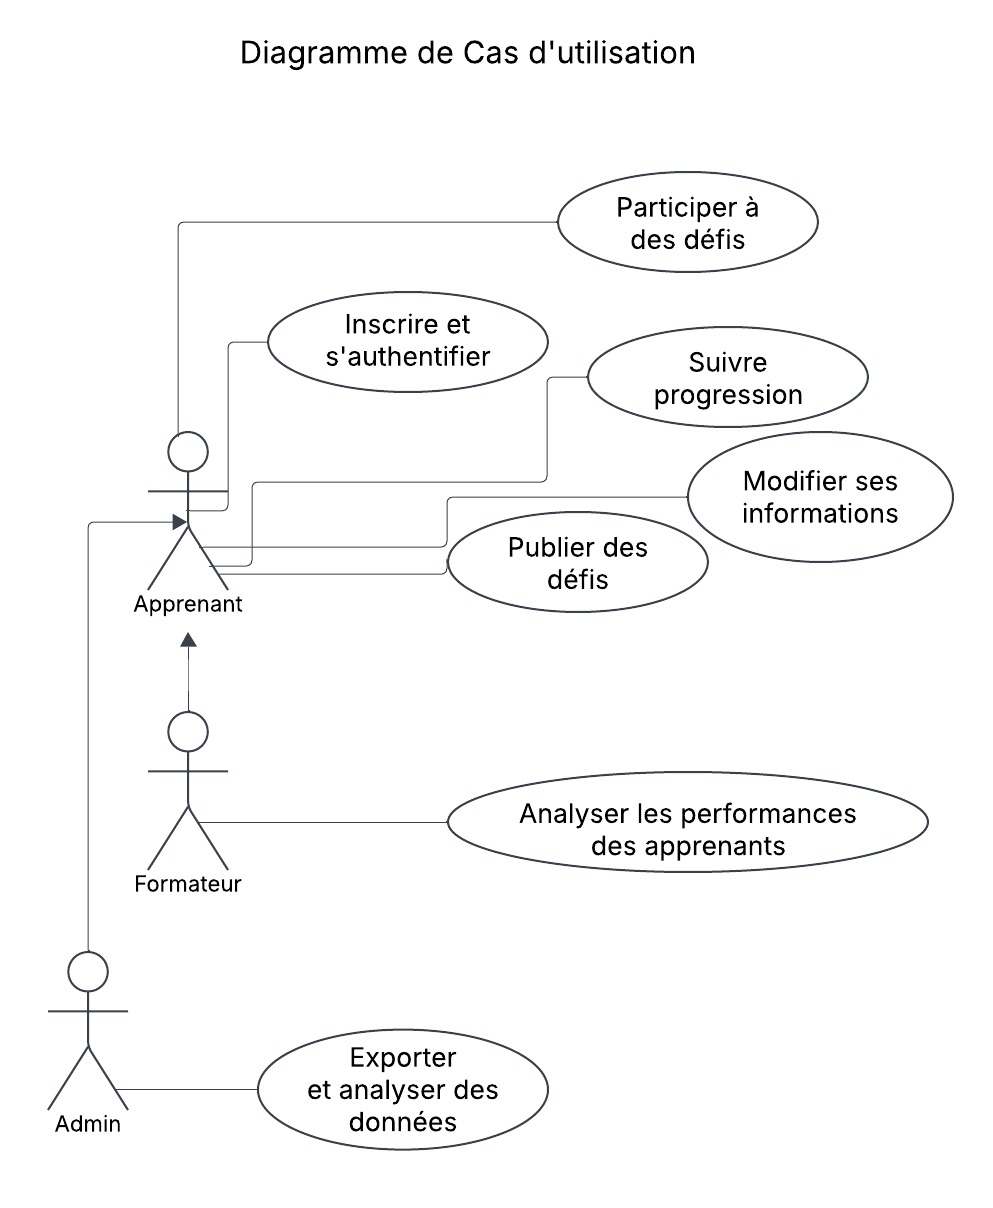 Diagramme de Cas d'utilisation
Participer à
des défis
Inscrire et
s'authentifier
Suivre
progression
Modifier ses
informations
Publier des
défis
Apprenant
Analyser les performances
des apprenants
Formateur
Exporter
et analyser des
données
Admin